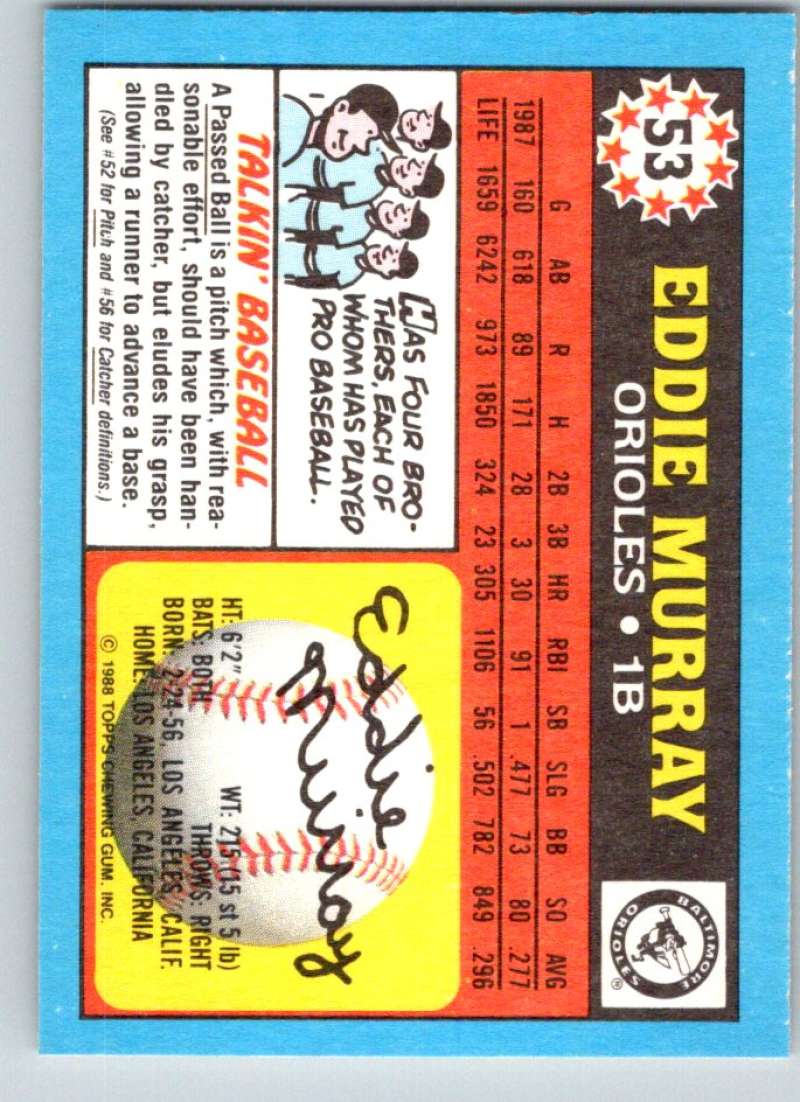 53
EDDIE MURRAY
ORIOLES • 1B
BALTIMORE
ORIOLES®
G AB R H 2B 3B HR RBI SB SLG BB SO AVG
1987 160 618 89 171 28 3 30 91 1 .477 73 80 .277
LIFE 1659 6242 973 1850 324 23 305 1106 56 .502 782 849 .296
HAS FOUR BRO-
THERS, EACH OF
WHOM HAS PLAYED
PRO BASEBALL.
TALKIN' BASEBALL
A Passed Ball is a pitch which, with rea-
sonable effort, should have been han-
dled by catcher, but eludes his grasp,
allowing a runner to advance a base.
(See #52 for Pitch and #56 for Catcher definitions.)
Eddie Murray
HT: 6'2" WT: 215 (15 st 5 lb)
BATS: BOTH THROWS: RIGHT
BORN: 2-24-56, LOS ANGELES, CALIF.
HOME: LOS ANGELES, CALIFORNIA
© 1988 TOPPS CHEWING GUM, INC.